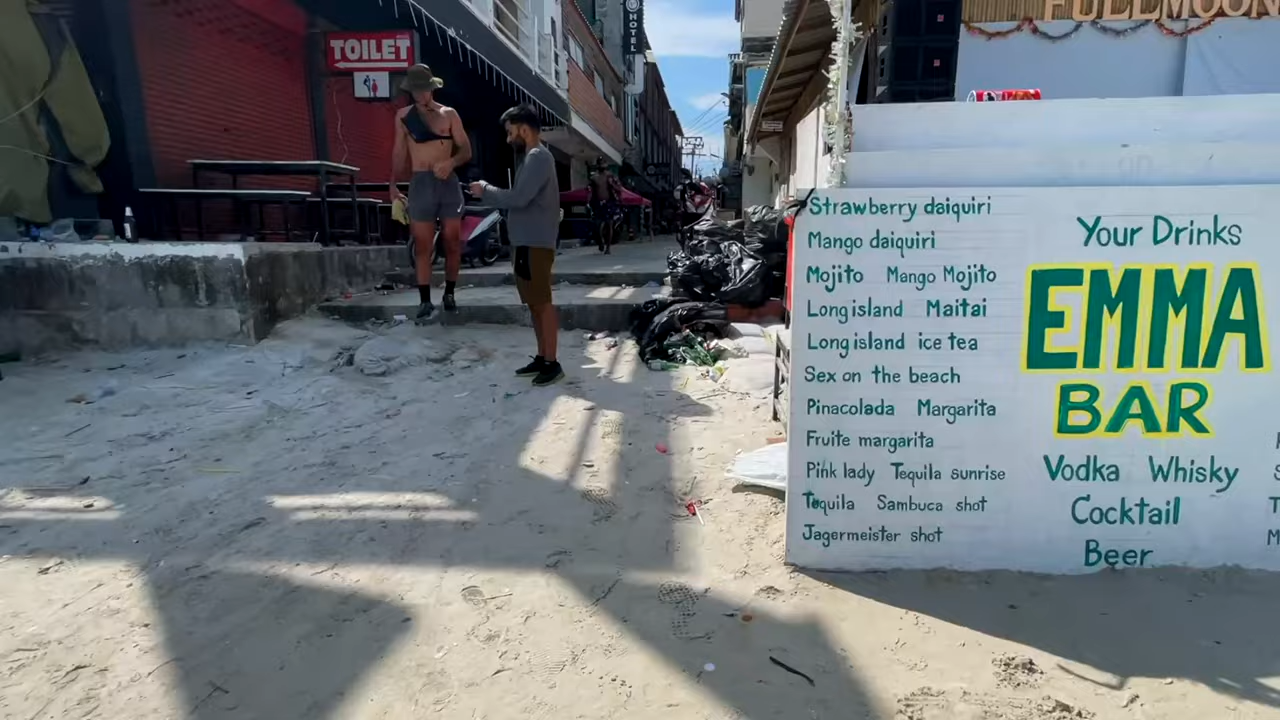 TOILET
HOTEL
FULLMOON
Strawberry daiquiri
Mango daiquiri
Mojito Mango Mojito
Longisland Maitai
Longisland ice tea
Sex on the beach
Pinacolada Margarita
Fruite margarita
Pink lady Tequila sunrise
Tequila Sambuca shot
Jagermeister shot
Your Drinks
EMMA
BAR
Vodka Whisky
Cocktail
Beer